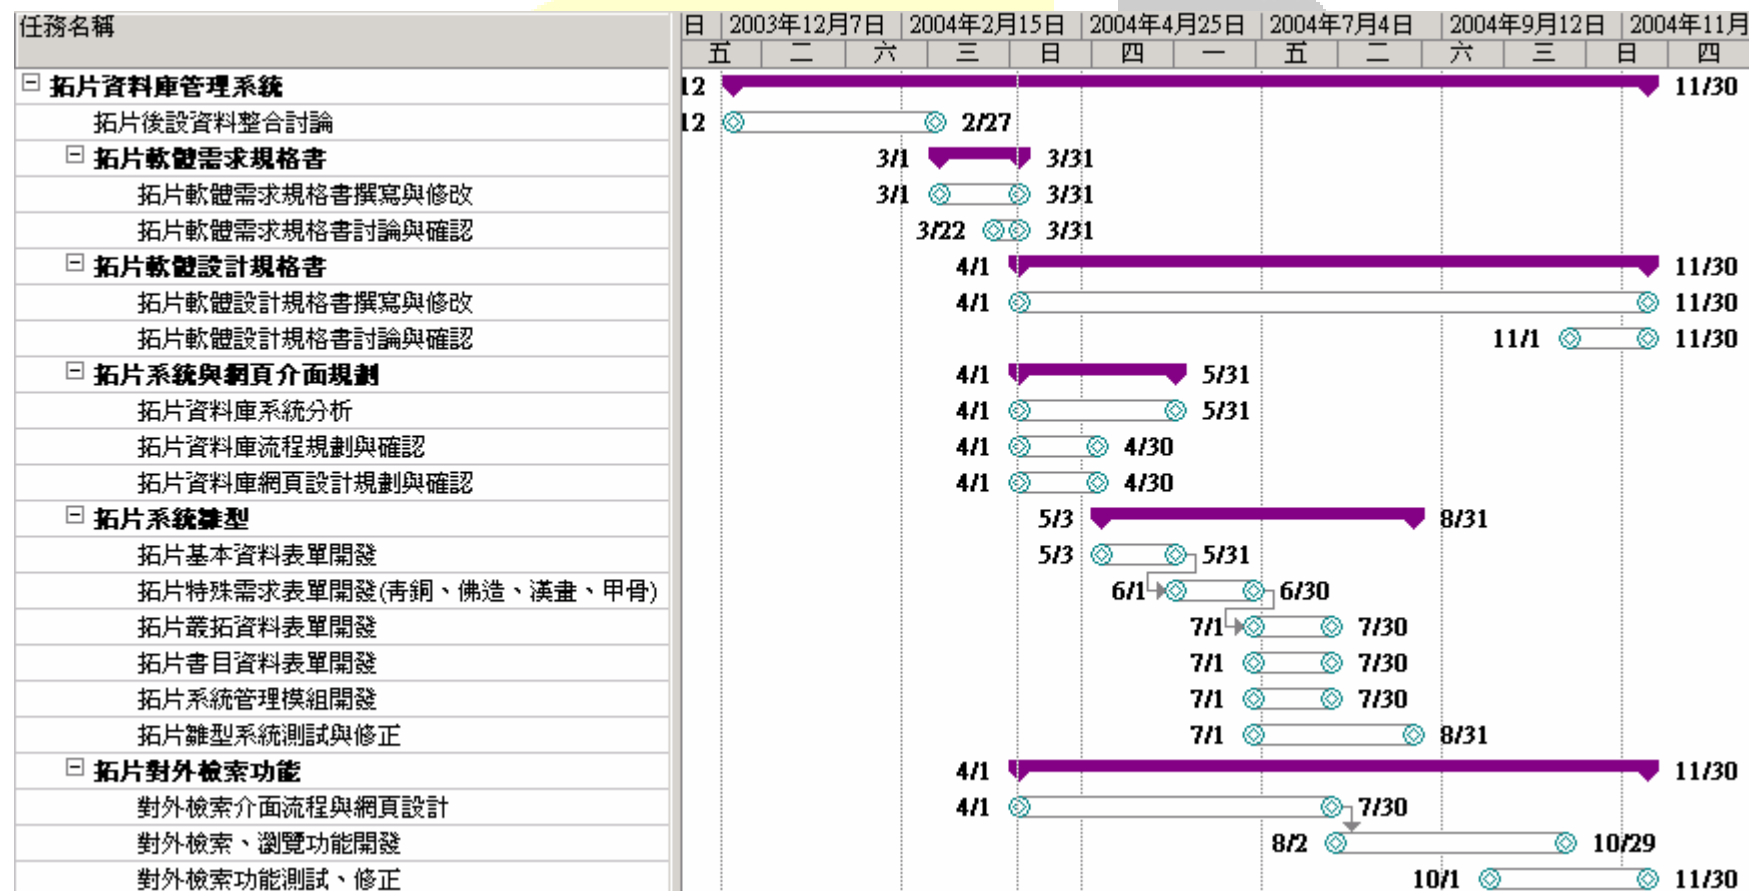 任務名稱 日 2003年12月7日 2004年2月15日 2004年4月25日 2004年7月4日 2004年9月12日 2004年11月
五 二 六 三 日 四 一 五 二 六 三 日 四
拓片資料庫管理系統 12 11/30
拓片後設資料整合討論 12 2/27
拓片軟體需求規格書 3/1 3/31
拓片軟體需求規格書撰寫與修改 3/1 3/31
拓片軟體需求規格書討論與確認 3/22 3/31
拓片軟體設計規格書 4/1 11/30
拓片軟體設計規格書撰寫與修改 4/1 11/30
拓片軟體設計規格書討論與確認 11/1 11/30
拓片系統與網頁介面規劃 4/1 5/31
拓片資料庫系統分析 4/1 5/31
拓片資料庫流程規劃與確認 4/1 4/30
拓片資料庫網頁設計規劃與確認 4/1 4/30
拓片系統雛型 5/3 8/31
拓片基本資料表單開發 5/3 5/31
拓片特殊需求表單開發(青銅、佛造、漢畫、甲骨) 6/1 6/30
拓片叢拓資料表單開發 7/1 7/30
拓片書目資料表單開發 7/1 7/30
拓片系統管理模組開發 7/1 7/30
拓片雛型系統測試與修正 7/1 8/31
拓片對外檢索功能 4/1 11/30
對外檢索介面流程與網頁設計 4/1 7/30
對外檢索、瀏覽功能開發 8/2 10/29
對外檢索功能測試、修正 10/1 11/30